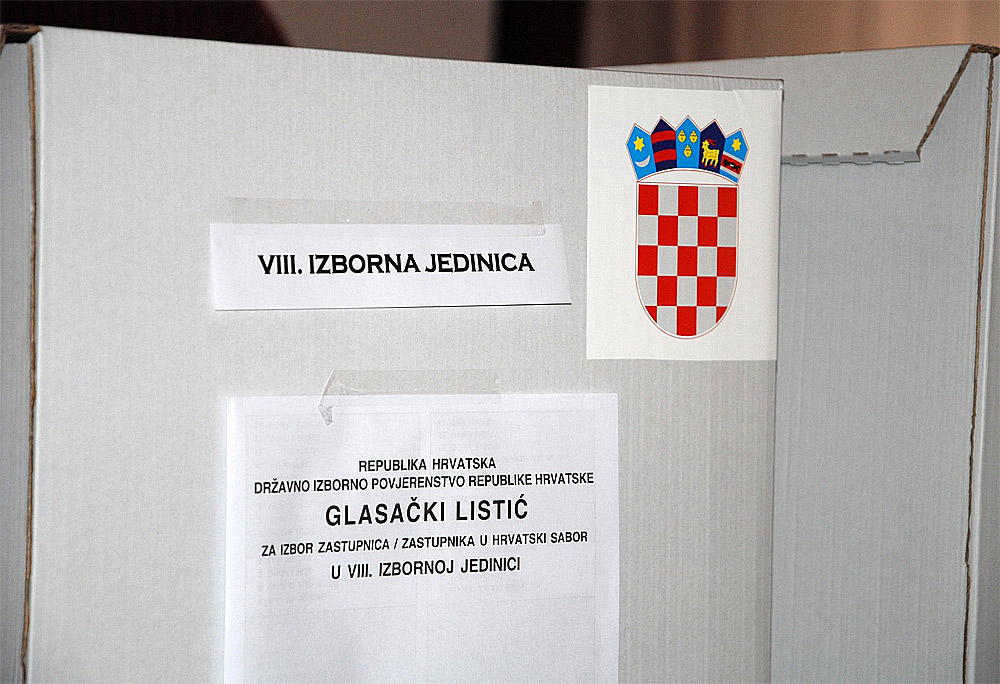 VIII. IZBORNA JEDINICA
REPUBLIKA HRVATSKA
DRŽAVNO IZBORNO POVJERENSTVO REPUBLIKE HRVATSKE
GLASAČKI LISTIĆ
ZA IZBOR ZASTUPNICA / ZASTUPNIKA U HRVATSKI SABOR
U VIII. IZBORNOJ JEDINICI